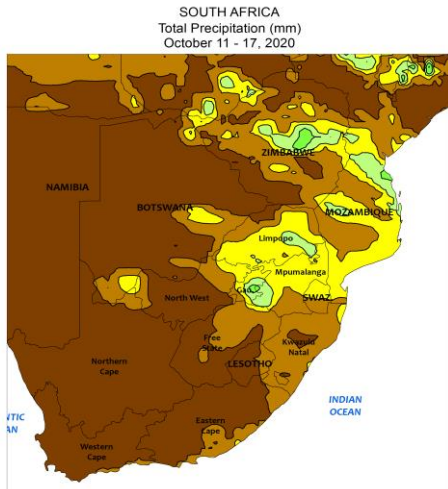 SOUTH AFRICA
Total Precipitation (mm)
October 11 - 17, 2020
ZIMBABWE
NAMIBIA
BOTSWANA
MOZAMBIQUE
Limpopo
Mpumalanga
Gau
SWAZ.
North West
Free
State
Kwazulu
Natal
LESOTHO
Northern
Cape
INDIAN
OCEAN
NTIC
AN
Eastern
Cape
Western
Cape